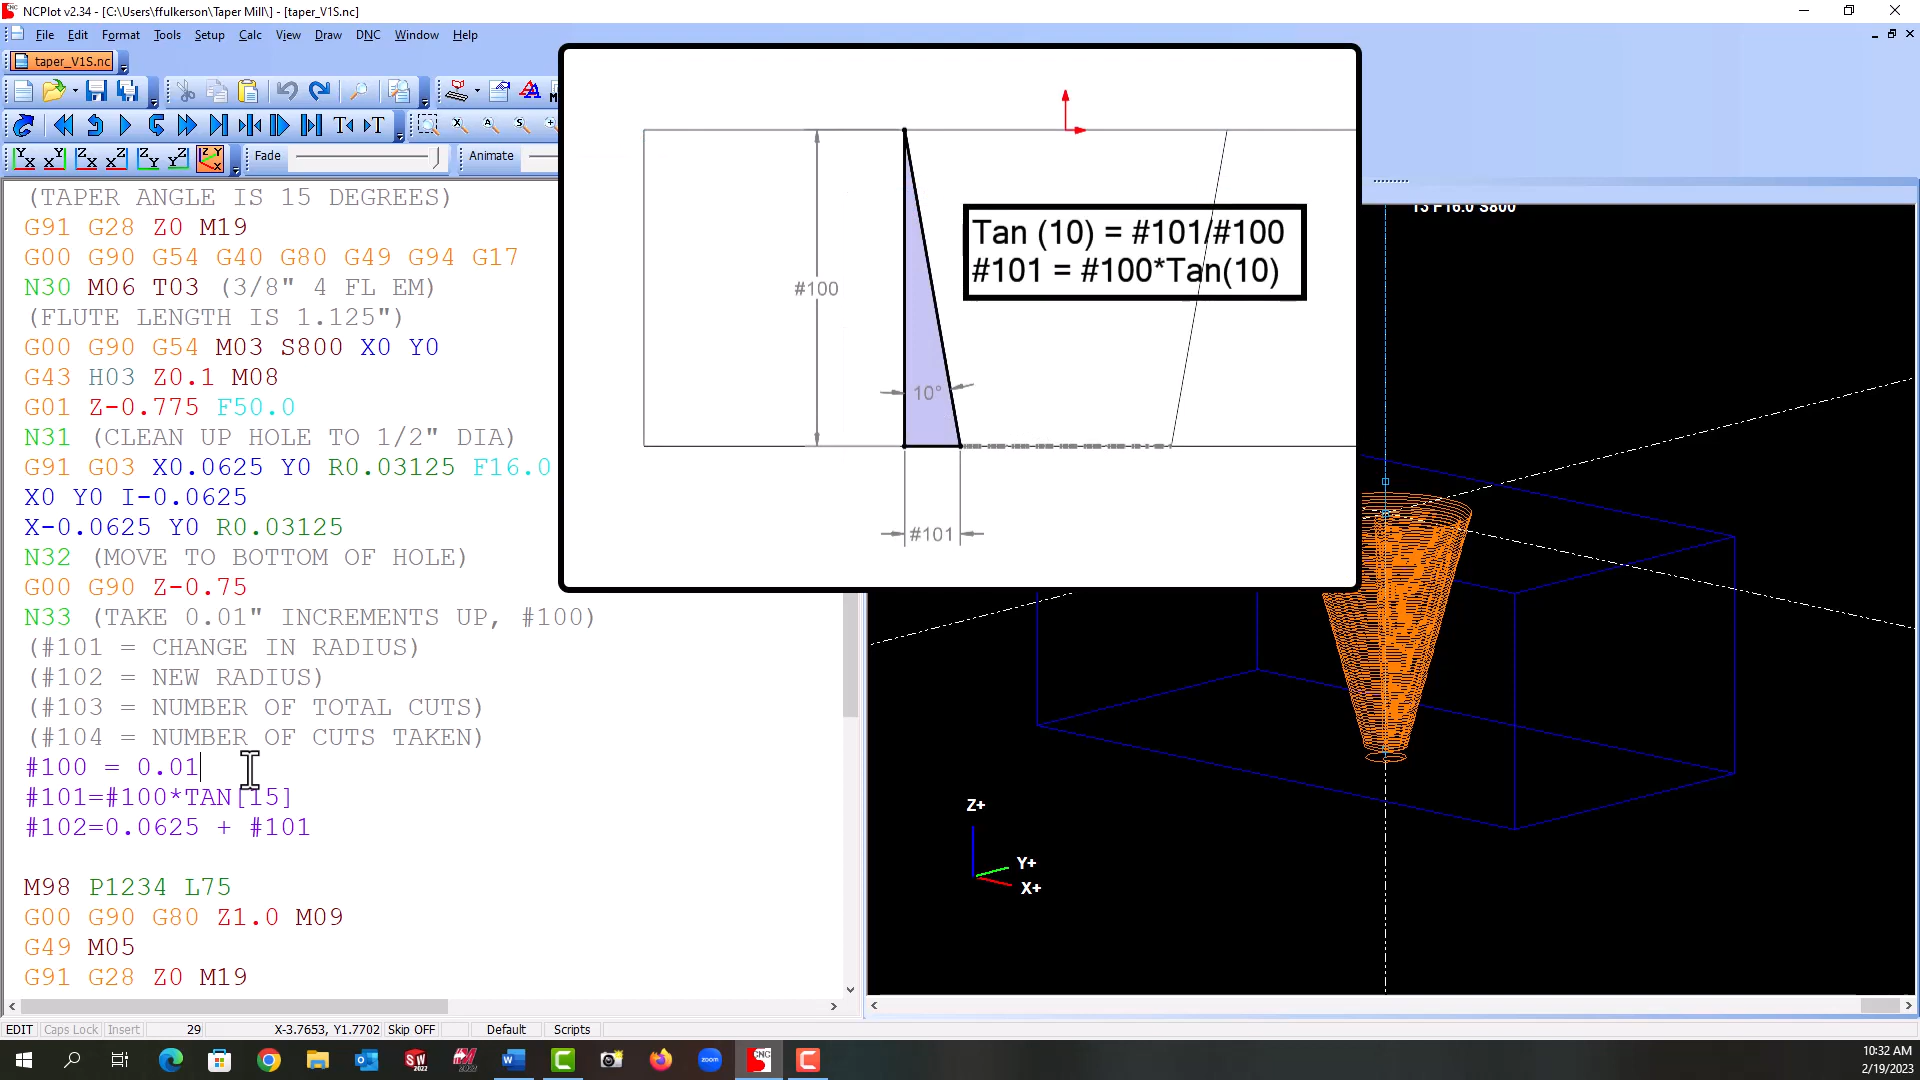 NCPlot v2.34 - [C:\Users\ffulkerson\Taper Mill\] - [taper_V1S.nc]
File Edit Format Tools Setup Calc View Draw DNC Window Help
taper_V1S.nc
Fade
Animate
(TAPER ANGLE IS 15 DEGREES)
G91 G28 Z0 M19
G00 G90 G54 G40 G80 G49 G94 G17
N30 M06 T03 (3/8" 4 FL EM)
(FLUTE LENGTH IS 1.125")
G00 G90 G54 M03 S800 X0 Y0
G43 H03 Z0.1 M08
G01 Z-0.775 F50.0
N31 (CLEAN UP HOLE TO 1/2" DIA)
G91 G03 X0.0625 Y0 R0.03125 F16.0
X0 Y0 I-0.0625
X-0.0625 Y0 R0.03125
N32 (MOVE TO BOTTOM OF HOLE)
G00 G90 Z-0.75
N33 (TAKE 0.01" INCREMENTS UP, #100)
(#101 = CHANGE IN RADIUS)
(#102 = NEW RADIUS)
(#103 = NUMBER OF TOTAL CUTS)
(#104 = NUMBER OF CUTS TAKEN)
#100 = 0.01
#101=#100*TAN[15]
#102=0.0625 + #101
M98 P1234 L75
G00 G90 G80 Z1.0 M09
G49 M05
G91 G28 Z0 M19
Tan (10) = #101/#100
#101 = #100*Tan(10)
#100
10°
#101
T3 F16.0 S800
Z+
Y+
X+
EDIT Caps Lock Insert 29 X-3.7653, Y1.7702 Skip OFF Default Scripts
10:32 AM
2/19/2023